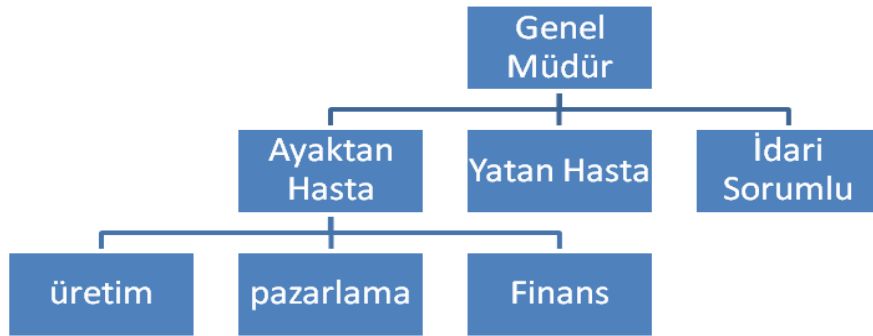 Genel
Müdür
Ayaktan
Hasta
Yatan Hasta
İdari
Sorumlu
üretim
pazarlama
Finans